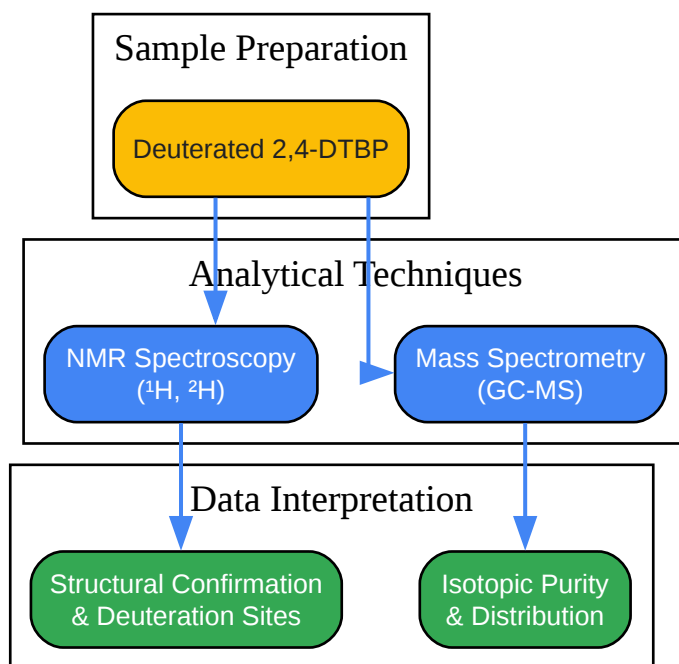 Sample Preparation
Deuterated 2,4-DTBP
Analytical Techniques
NMR Spectroscopy
(¹H, ²H)
Mass Spectrometry
(GC-MS)
Data Interpretation
Structural Confirmation
& Deuteration Sites
Isotopic Purity
& Distribution